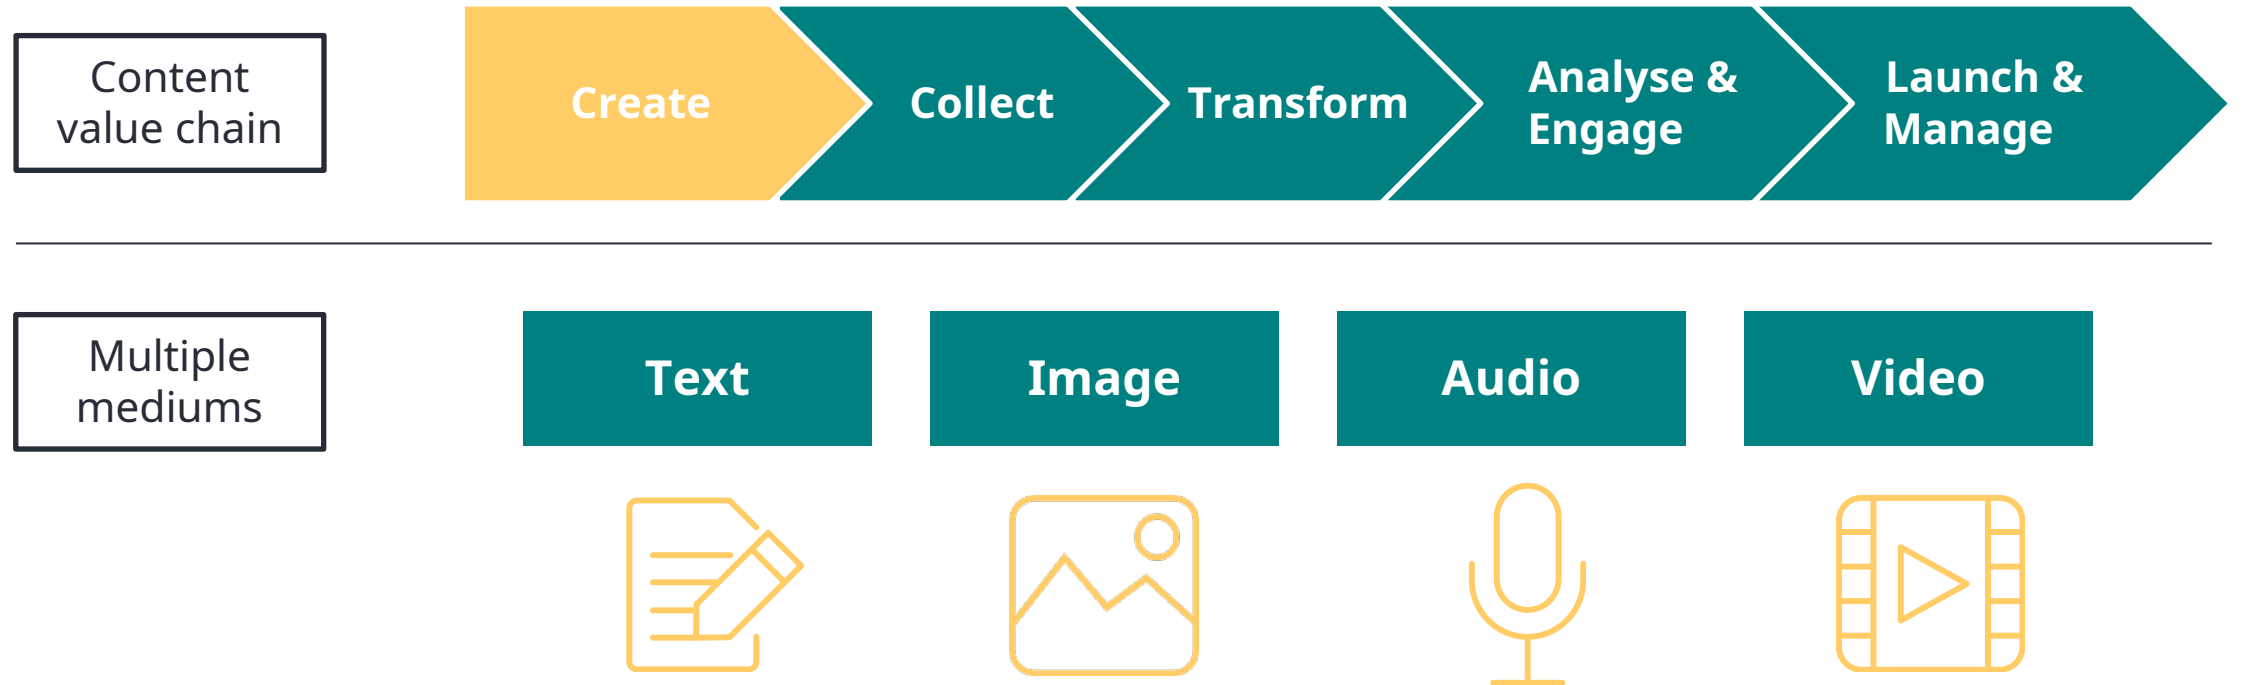 Content
value chain
Create
Collect
Transform
Analyse &
Engage
Launch &
Manage
Multiple
mediums
Text
Image
Audio
Video